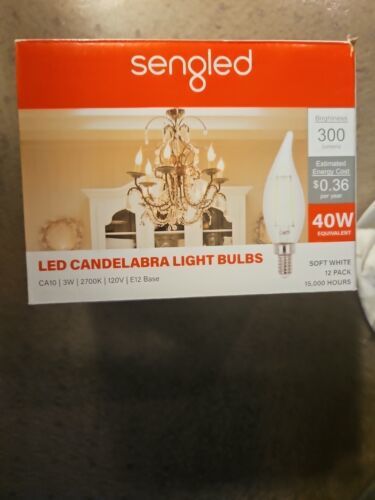 sengled
Brightness
300
lumens
Estimated
Energy Cost
$0.36
per year
40W
EQUIVALENT
LED CANDELABRA LIGHT BULBS
CA10 | 3W | 2700K | 120V | E12 Base
SOFT WHITE
12 PACK
15,000 HOURS